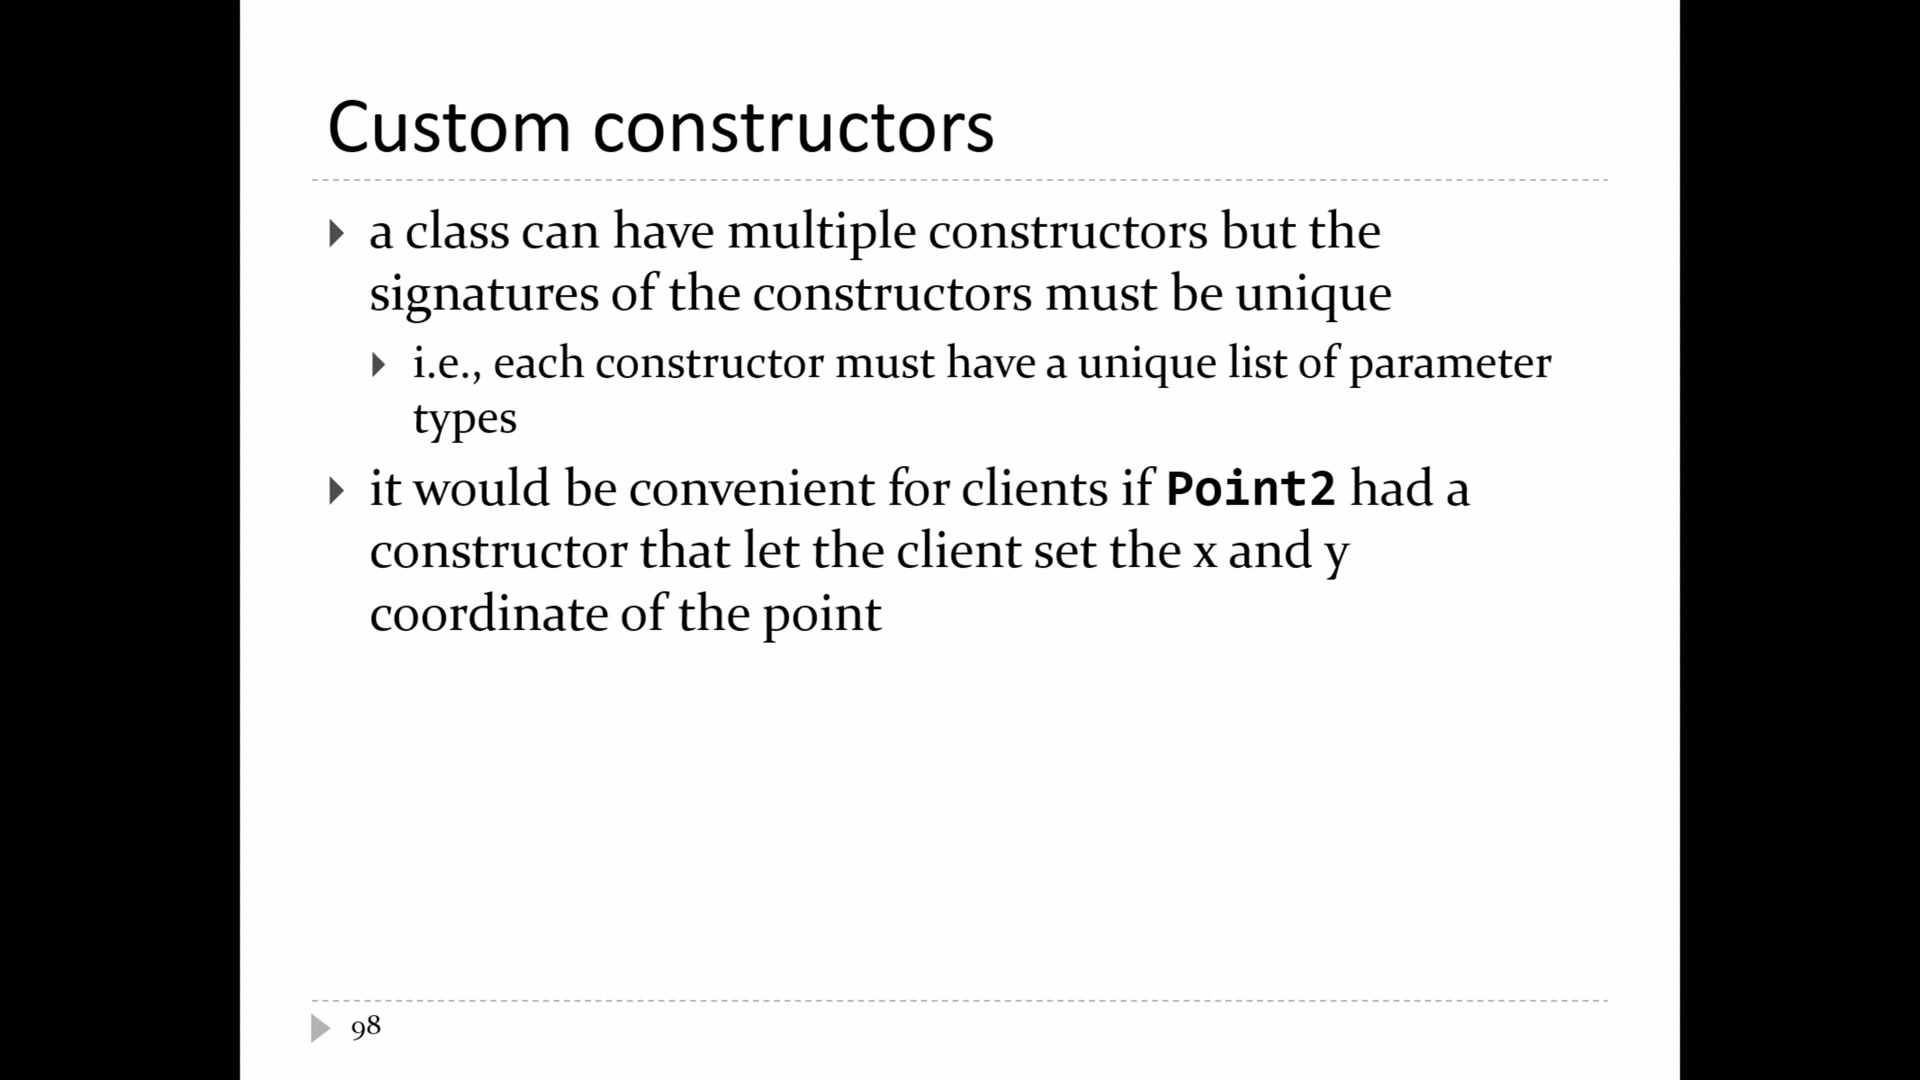 Custom constructors
a class can have multiple constructors but the
signatures of the constructors must be unique
i.e., each constructor must have a unique list of parameter
types
it would be convenient for clients if Point2 had a
constructor that let the client set the x and y
coordinate of the point
98